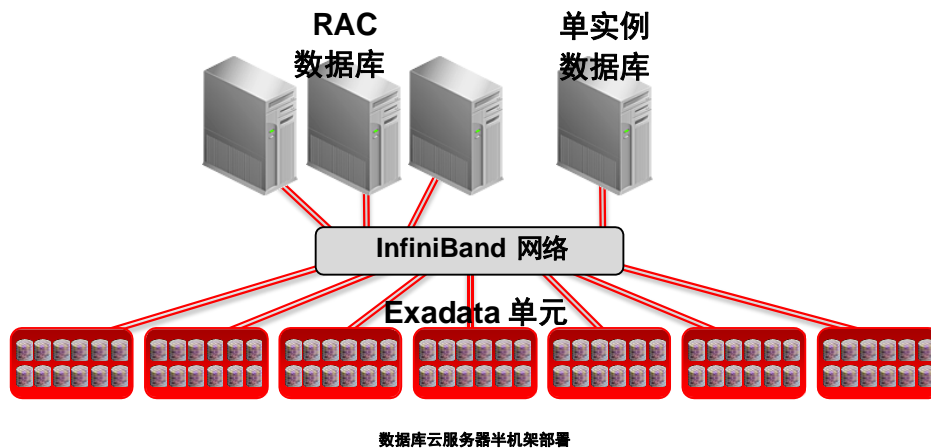 RAC
数据库
单实例
数据库
InfiniBand 网络
Exadata 单元
数据库云服务器半机架部署